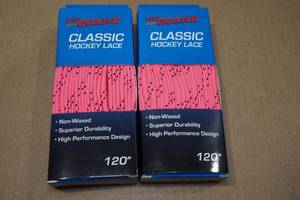 CLASSIC
HOCKEY LACE
• Non-Waxed
• Superior Durability
• High Performance Design
120"
CLASSIC
HOCKEY LACE
• Non-Waxed
• Superior Durability
• High Performance Design
120"